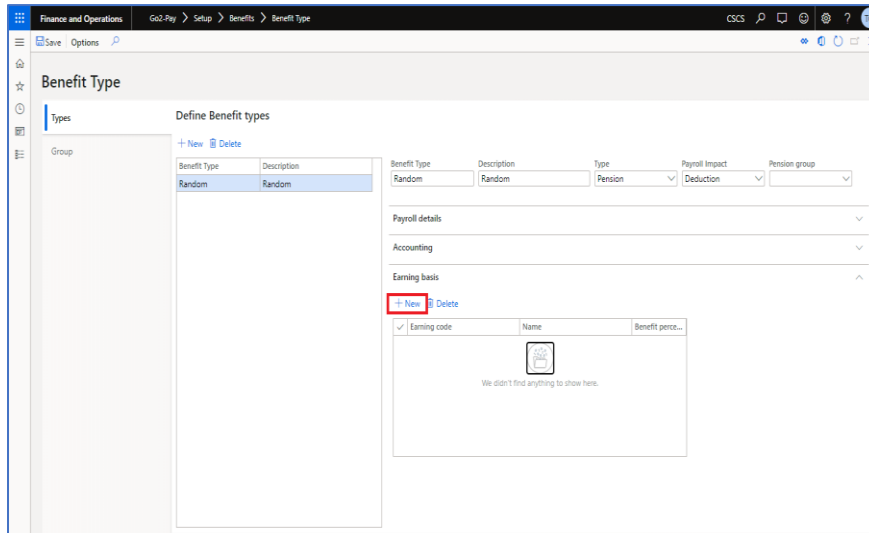 Finance and Operations Go2-Pay > Setup > Benefits > Benefit Type CSCS ?
Save Options
Benefit Type
Types
Group
Define Benefit types
+ New Delete
Benefit Type Description
Random Random
Benefit Type Description Type Payroll Impact Pension group
Random Random Pension Deduction
Payroll details
Accounting
Earning basis
+ New Delete
Earning code Name Benefit perce...
We didn't find anything to show here.